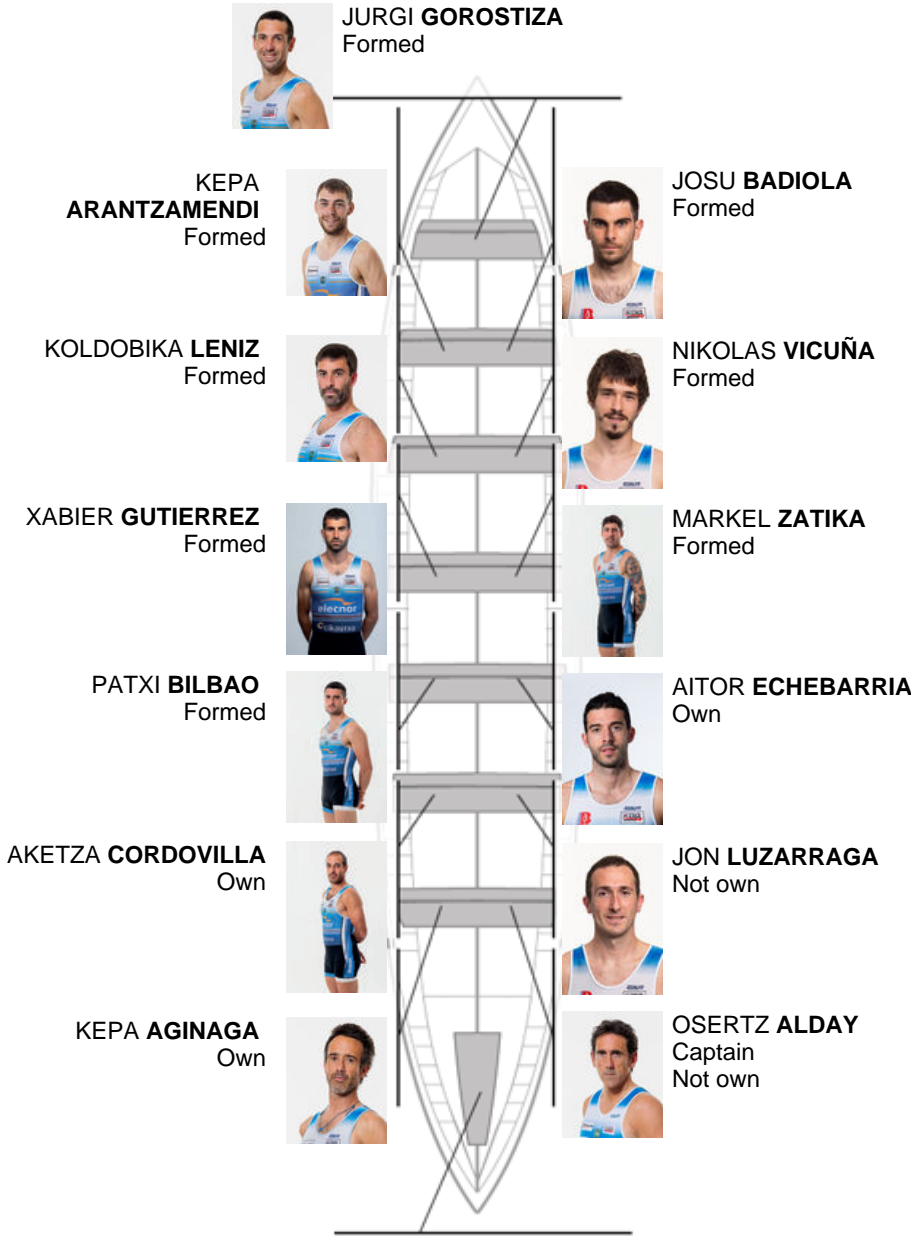 JURGI GOROSTIZA
Formed
KEPA
ARANTZAMENDI
Formed
JOSU BADIOLA
Formed
KOLDOBIKA LENIZ
Formed
NIKOLAS VICUÑA
Formed
XABIER GUTIERREZ
Formed
elecnor
cikautxo
MARKEL ZATIKA
Formed
PATXI BILBAO
Formed
AITOR ECHEBARRIA
Own
AKETZA CORDOVILLA
Own
JON LUZARRAGA
Not own
KEPA AGINAGA
Own
OSERTZ ALDAY
Captain
Not own